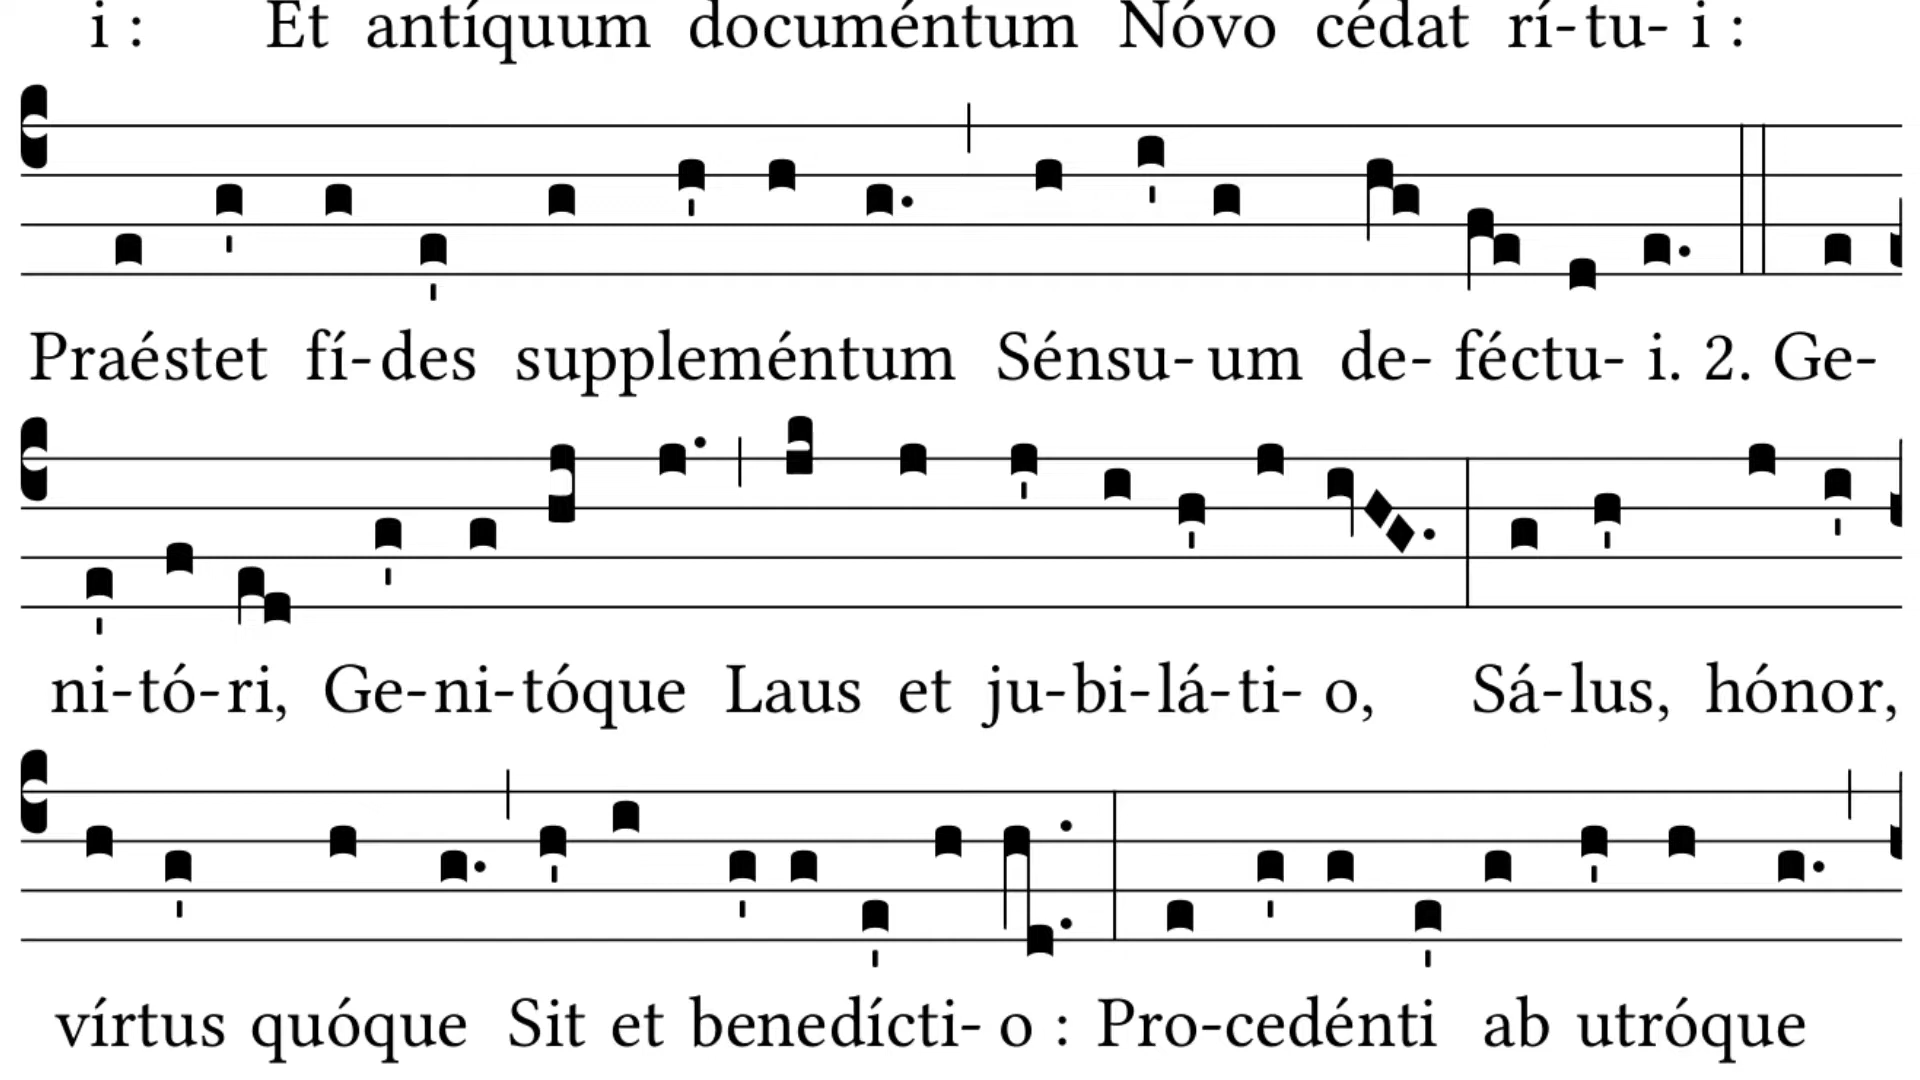 i : Et antíquum documéntum Nóvo cédat rí-tu- i :
Praéstet fí-des suppleméntum Sénsu-um de- féctu- i. 2. Ge-
ni-tó-ri, Ge-ni-tóque Laus et ju-bi-lá-ti- o, Sá-lus, hónor,
vírtus quóque Sit et benedícti- o : Pro-cedénti ab utróque